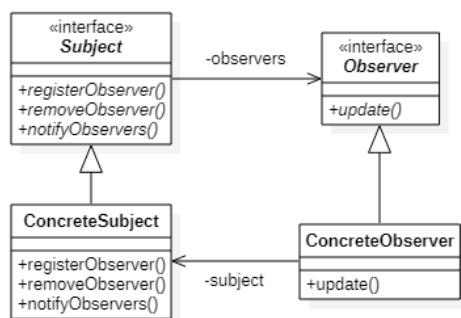 «interface»
Subject
+registerObserver()
+removeObserver()
+notifyObservers()
-observers
«interface»
Observer
+update()
ConcreteSubject
+registerObserver()
+removeObserver()
+notifyObservers()
-subject
ConcreteObserver
+update()